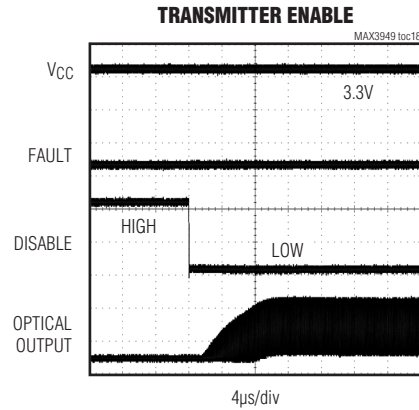 TRANSMITTER ENABLE
MAX3949 toc18
VCC
3.3V
FAULT
HIGH
DISABLE
LOW
OPTICAL
OUTPUT
4µs/div